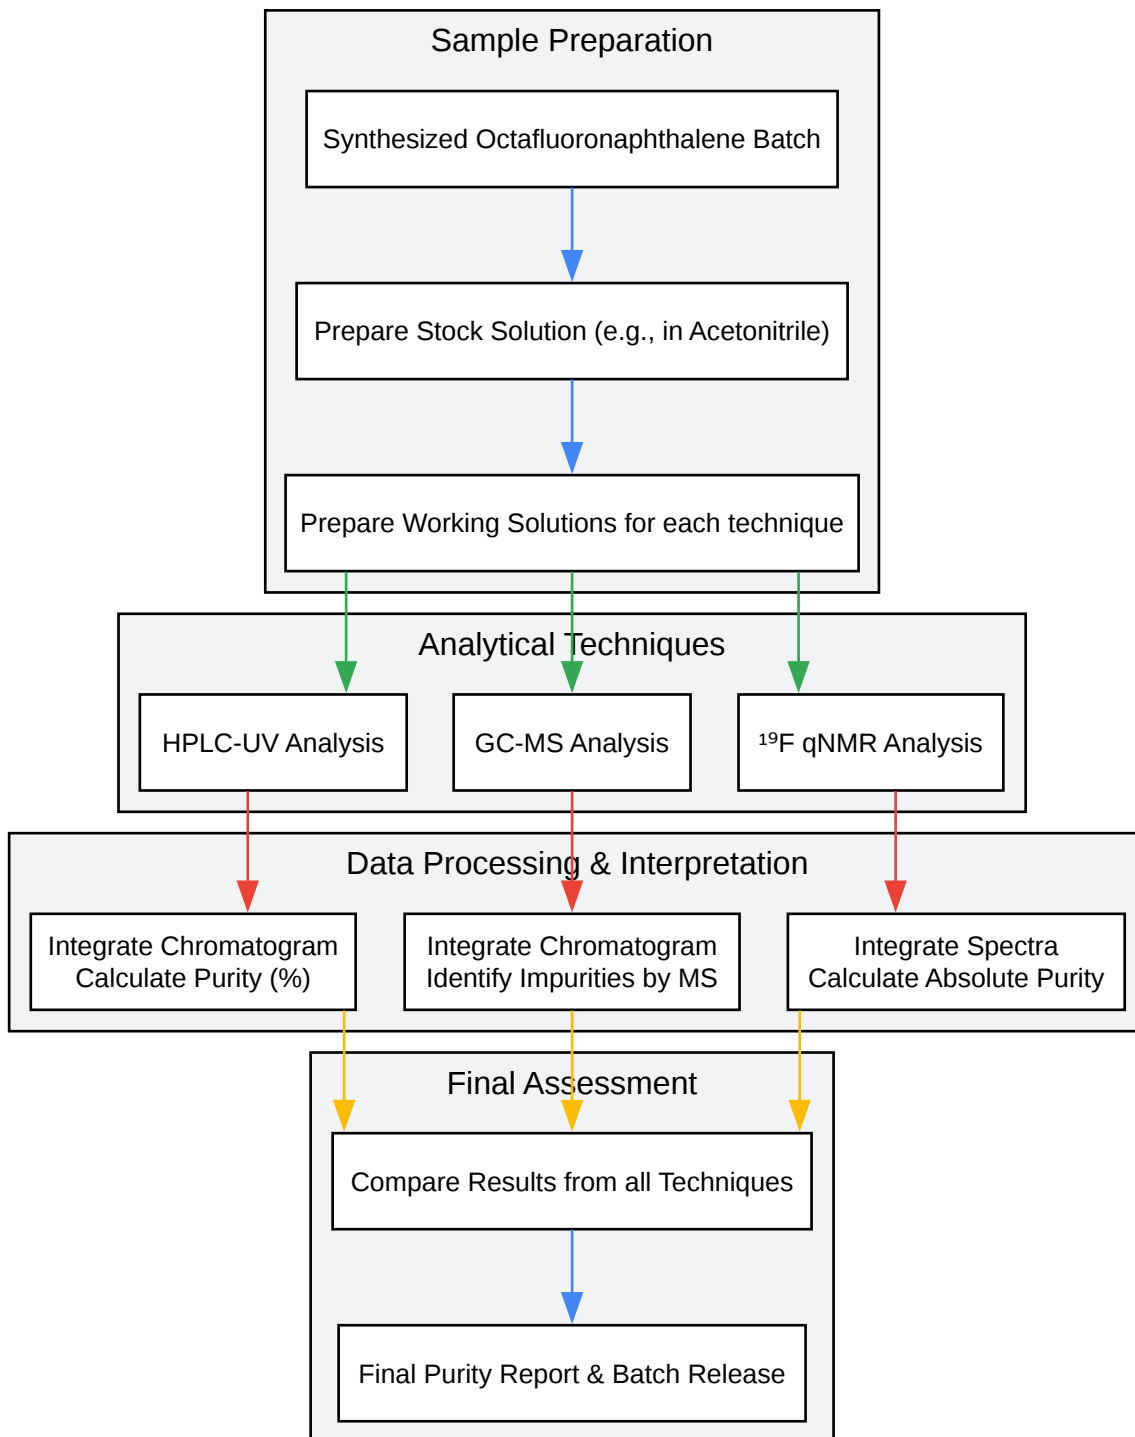 Sample Preparation
Synthesized Octafluoronaphthalene Batch
Prepare Stock Solution (e.g., in Acetonitrile)
Prepare Working Solutions for each technique
Analytical Techniques
HPLC-UV Analysis
GC-MS Analysis
¹⁹F qNMR Analysis
Data Processing & Interpretation
Integrate Chromatogram
Calculate Purity (%)
Integrate Chromatogram
Identify Impurities by MS
Integrate Spectra
Calculate Absolute Purity
Final Assessment
Compare Results from all Techniques
Final Purity Report & Batch Release